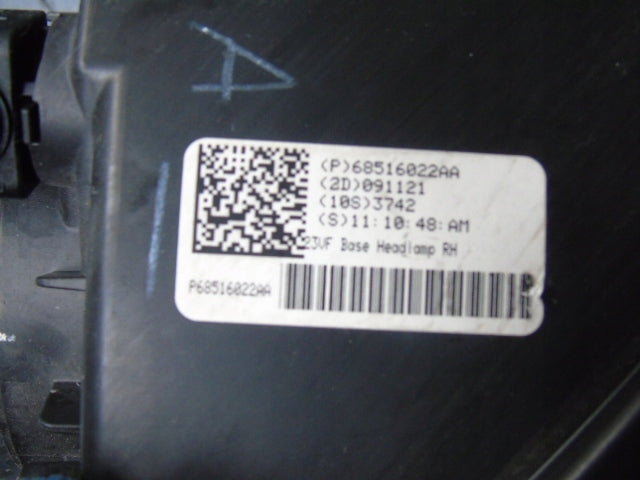 A
(P)68516022AA
(2D)091121
(10S)3742
(S)11:10:48:AM
23VF Base Headlamp RH
P68516022AA